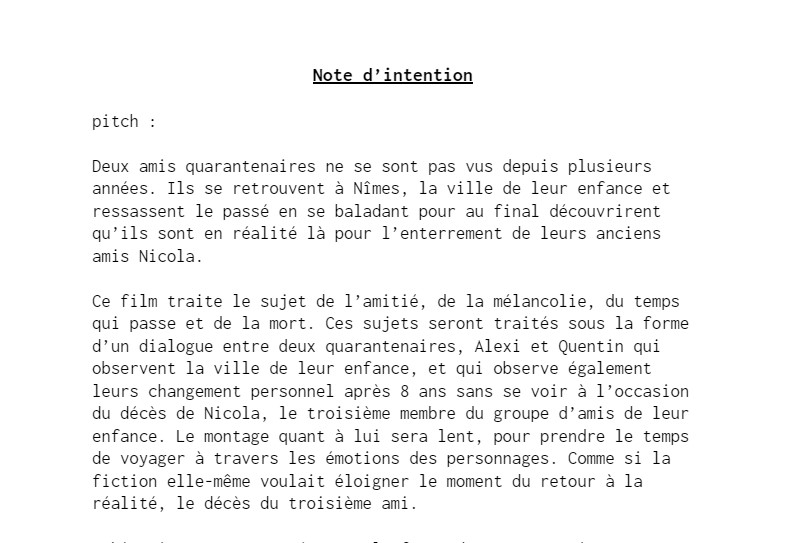 Note d’intention
pitch :
Deux amis quarantenaires ne se sont pas vus depuis plusieurs
années. Ils se retrouvent à Nîmes, la ville de leur enfance et
ressassent le passé en se baladant pour au final découvrirent
qu’ils sont en réalité là pour l’enterrement de leurs anciens
amis Nicola.
Ce film traite le sujet de l’amitié, de la mélancolie, du temps
qui passe et de la mort. Ces sujets seront traités sous la forme
d’un dialogue entre deux quarantenaires, Alexi et Quentin qui
observent la ville de leur enfance, et qui observe également
leurs changement personnel après 8 ans sans se voir à l’occasion
du décès de Nicola, le troisième membre du groupe d’amis de leur
enfance. Le montage quant à lui sera lent, pour prendre le temps
de voyager à travers les émotions des personnages. Comme si la
fiction elle-même voulait éloigner le moment du retour à la
réalité, le décès du troisième ami.